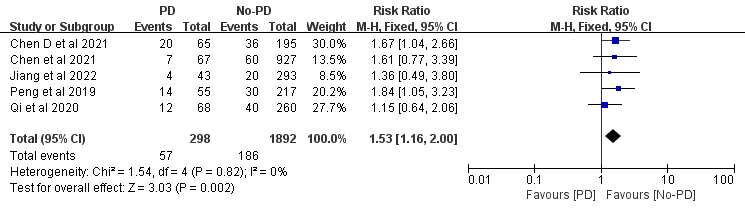 PD No-PD Risk Ratio Risk Ratio
Study or Subgroup Events Total Events Total Weight M-H, Fixed, 95% CI M-H, Fixed, 95% CI
Chen D et al 2021 20 65 36 195 30.0% 1.67 [1.04, 2.66]
Chen et al 2021 7 67 60 927 13.5% 1.61 [0.77, 3.39]
Jiang et al 2022 4 43 20 293 8.5% 1.36 [0.49, 3.80]
Peng et al 2019 14 55 30 217 20.2% 1.84 [1.05, 3.23]
Qi et al 2020 12 68 40 260 27.7% 1.15 [0.64, 2.06]
Total (95% CI) 298 1892 100.0% 1.53 [1.16, 2.00]
Total events 57 186
Heterogeneity: Chi² = 1.54, df = 4 (P = 0.82); I² = 0%
Test for overall effect: Z = 3.03 (P = 0.002)
0.01 0.1 1 10 100
Favours [PD] Favours [No-PD]